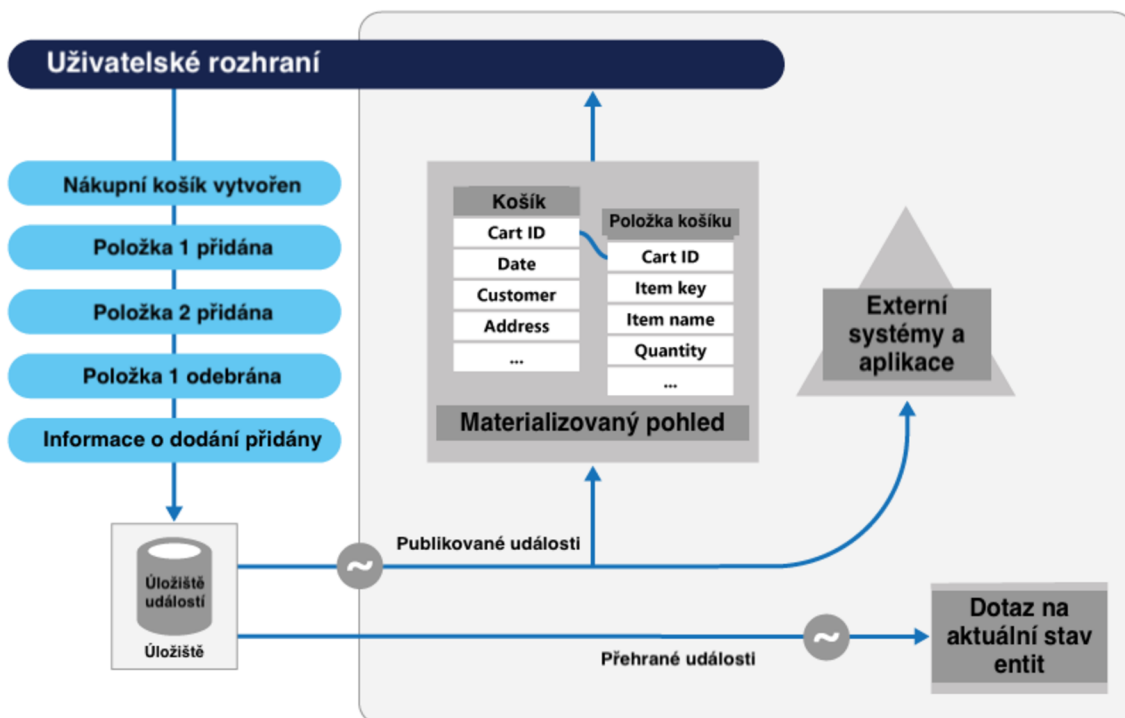 Uživatelské rozhraní
Nákupní košík vytvořen
Položka 1 přidána
Položka 2 přidána
Položka 1 odebrána
Informace o dodání přidány
Úložiště
událostí
Úložiště
Košík
Cart ID
Date
Customer
Address
...
Položka košíku
Cart ID
Item key
Item name
Quantity
...
Materializovaný pohled
Externí
systémy a
aplikace
Publikované události
~
Přehrané události
~
Dotaz na
aktuální stav
entit